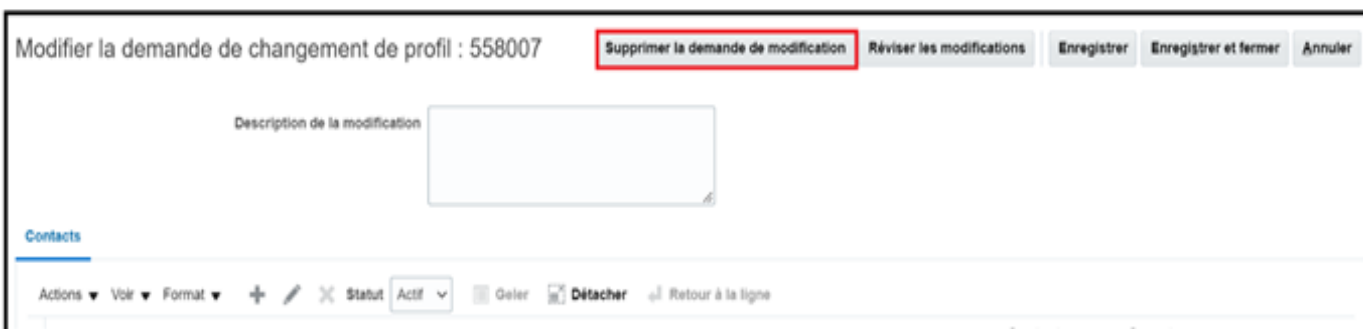 Modifier la demande de changement de profil : 558007 Supprimer la demande de modification Réviser les modifications Enregistrer Enregistrer et fermer Annuler
Description de la modification
Contacts
Actions Voir Format Statut Actif Geler Détacher Retour à la ligne